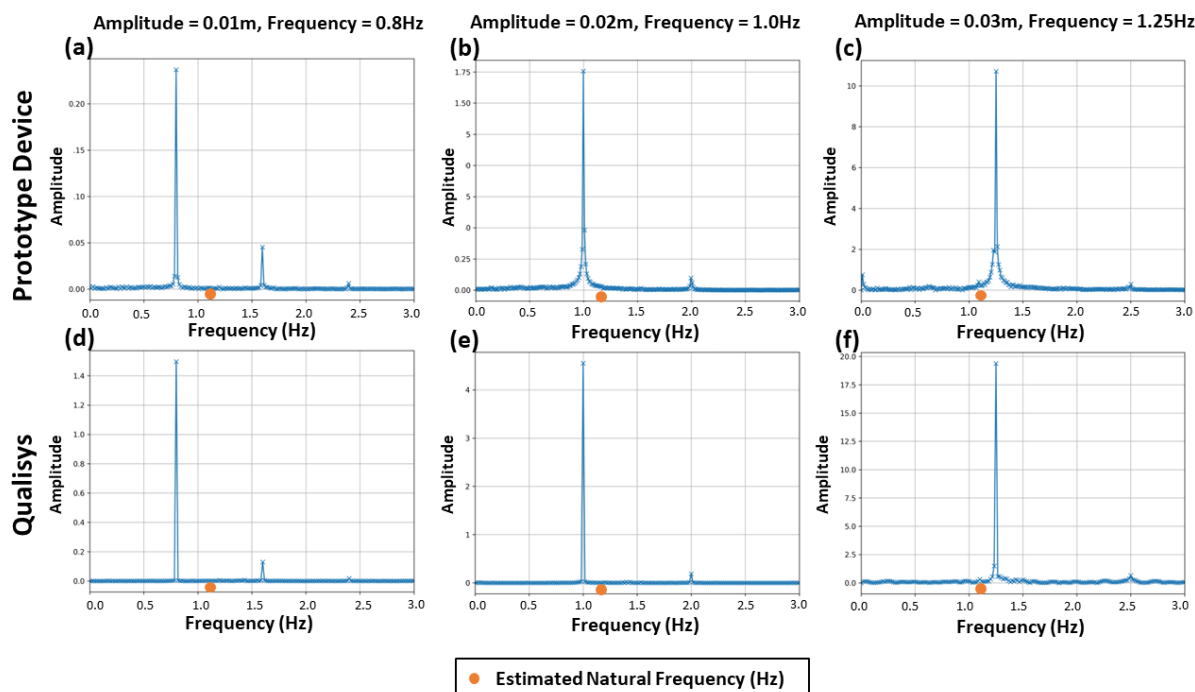 Amplitude = 0.01m, Frequency = 0.8Hz
Amplitude = 0.02m, Frequency = 1.0Hz
Amplitude = 0.03m, Frequency = 1.25Hz
Prototype Device
(a)
0.20
.15
.10
0.05
0.00
Amplitude
0.0 0.5 1.0 1.5 2.0 2.5 3.0
Frequency (Hz)
(b)
1.75
1.50
5
0
5
0
0.25
0.00
Amplitude
0.0 0.5 1.0 1.5 2.0 2.5 3.0
Frequency (Hz)
(c)
10
8
6
4
2
0
Amplitude
0.0 0.5 1.0 1.5 2.0 2.5 3.0
Frequency (Hz)
Qualisys
(d)
1.4
1.2
1.0
0.8
0.6
0.4
0.2
0.0
Amplitude
0.0 0.5 1.0 1.5 2.0 2.5 3.0
Frequency (Hz)
(e)
4
3
2
1
0
Amplitude
0.0 0.5 1.0 1.5 2.0 2.5 3.0
Frequency (Hz)
(f)
20.0
17.5
15.0
12.5
10.0
7.5
5.0
2.5
0.0
Amplitude
0.0 0.5 1.0 1.5 2.0 2.5 3.0
Frequency (Hz)
Estimated Natural Frequency (Hz)